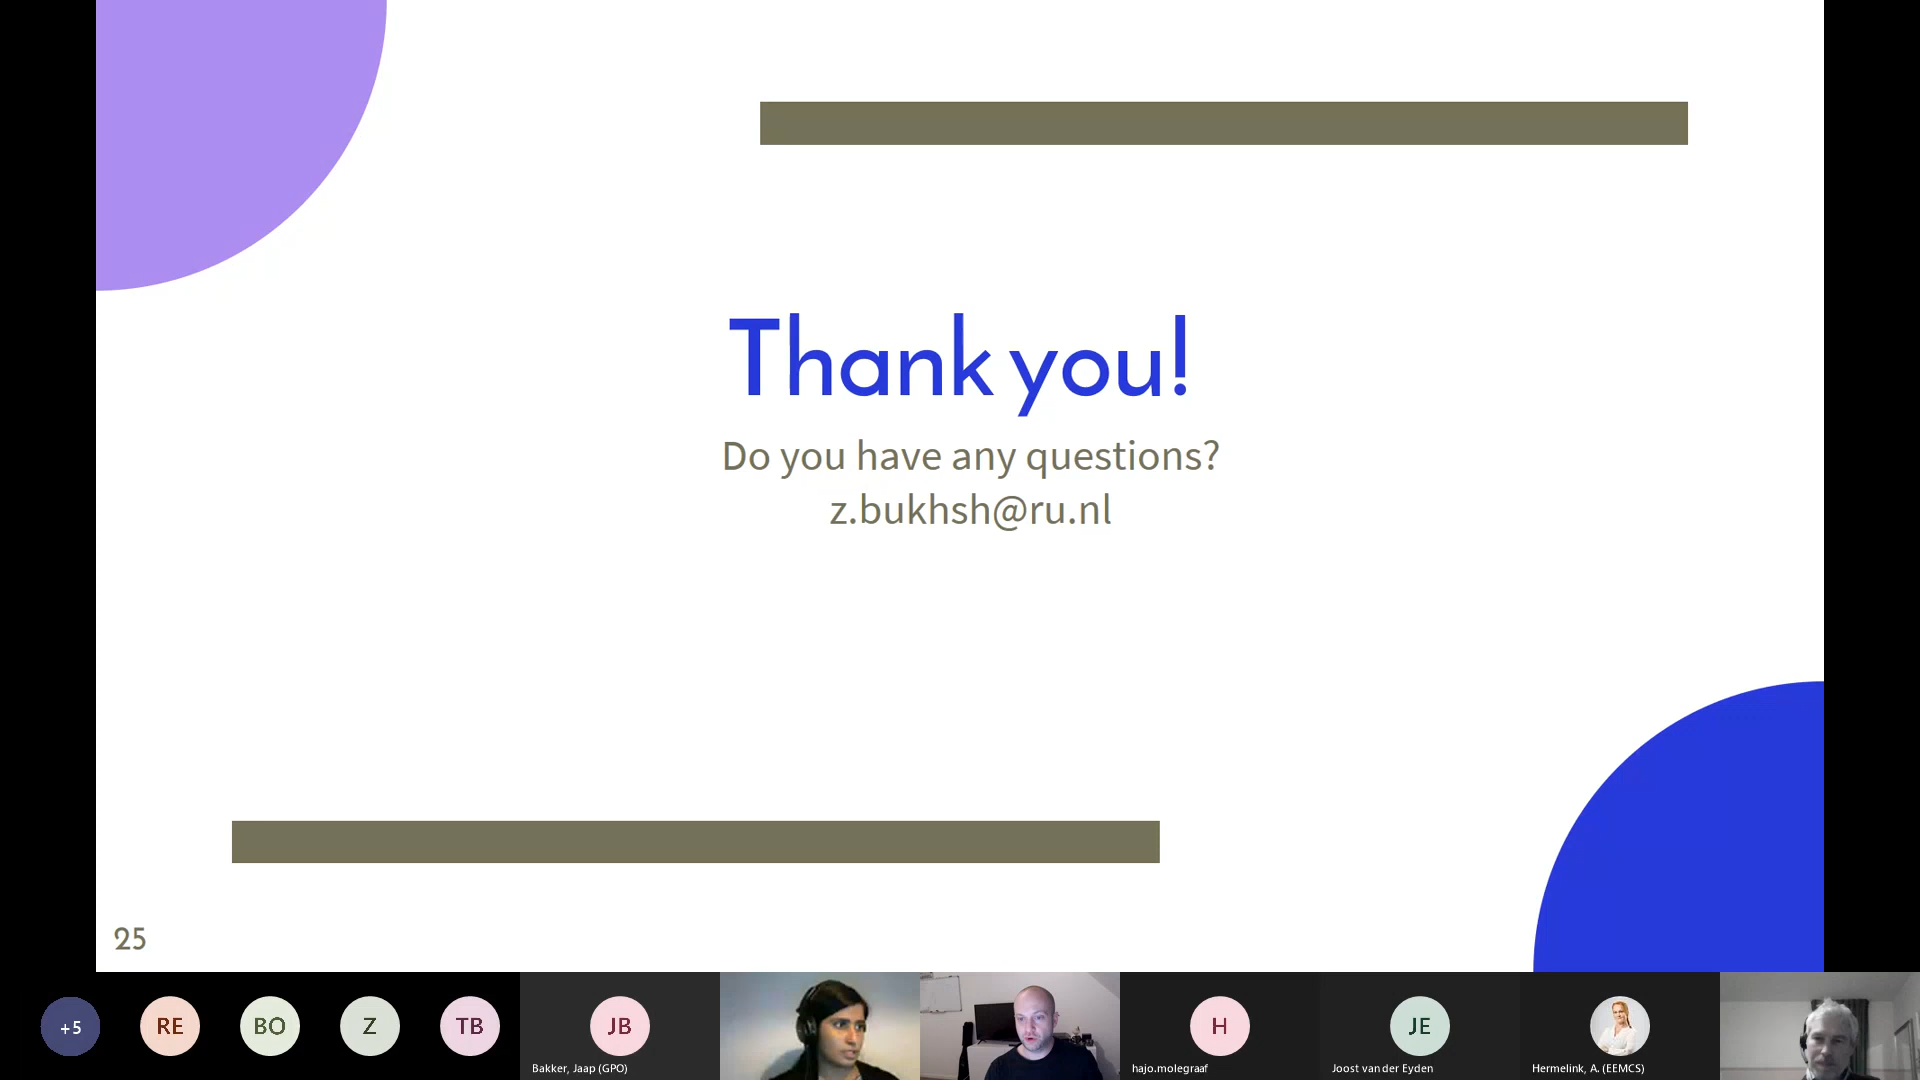 Thank you!
Do you have any questions?
z.bukhsh@ru.nl
25
+5
RE
BO
Z
TB
JB
Bakker, Jaap (GPO)
H
hajo.molegraaf
JE
Joost van der Eyden
Hermelink, A. (EEMCS)